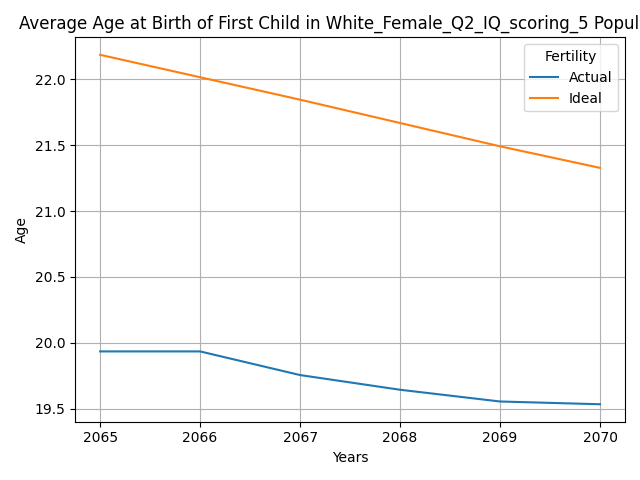 Average Age at Birth of First Child in White_Female_Q2_IQ_scoring_5 Popul
Fertility
Actual
Ideal
22.0
21.5
21.0
20.5
20.0
19.5
Age
2065 2066 2067 2068 2069 2070
Years